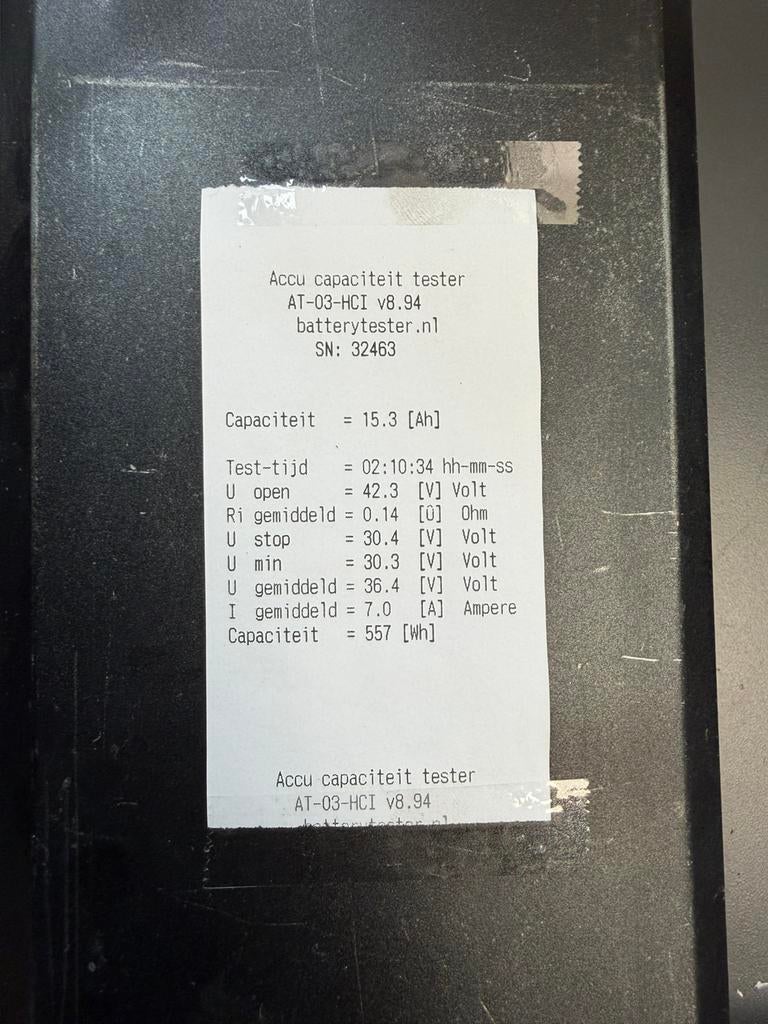 Accu capaciteit tester
AT-03-HCI v8.94
batterytester.nl
SN: 32463
Capaciteit = 15.3 [Ah]
Test-tijd = 02:10:34 hh-mm-ss
U open = 42.3 [V] Volt
Ri gemiddeld = 0.14 [Û] Ohm
U stop = 30.4 [V] Volt
U min = 30.3 [V] Volt
U gemiddeld = 36.4 [V] Volt
I gemiddeld = 7.0 [A] Ampere
Capaciteit = 557 [Wh]
Accu capaciteit tester
AT-03-HCI v8.94
batterytester.nl